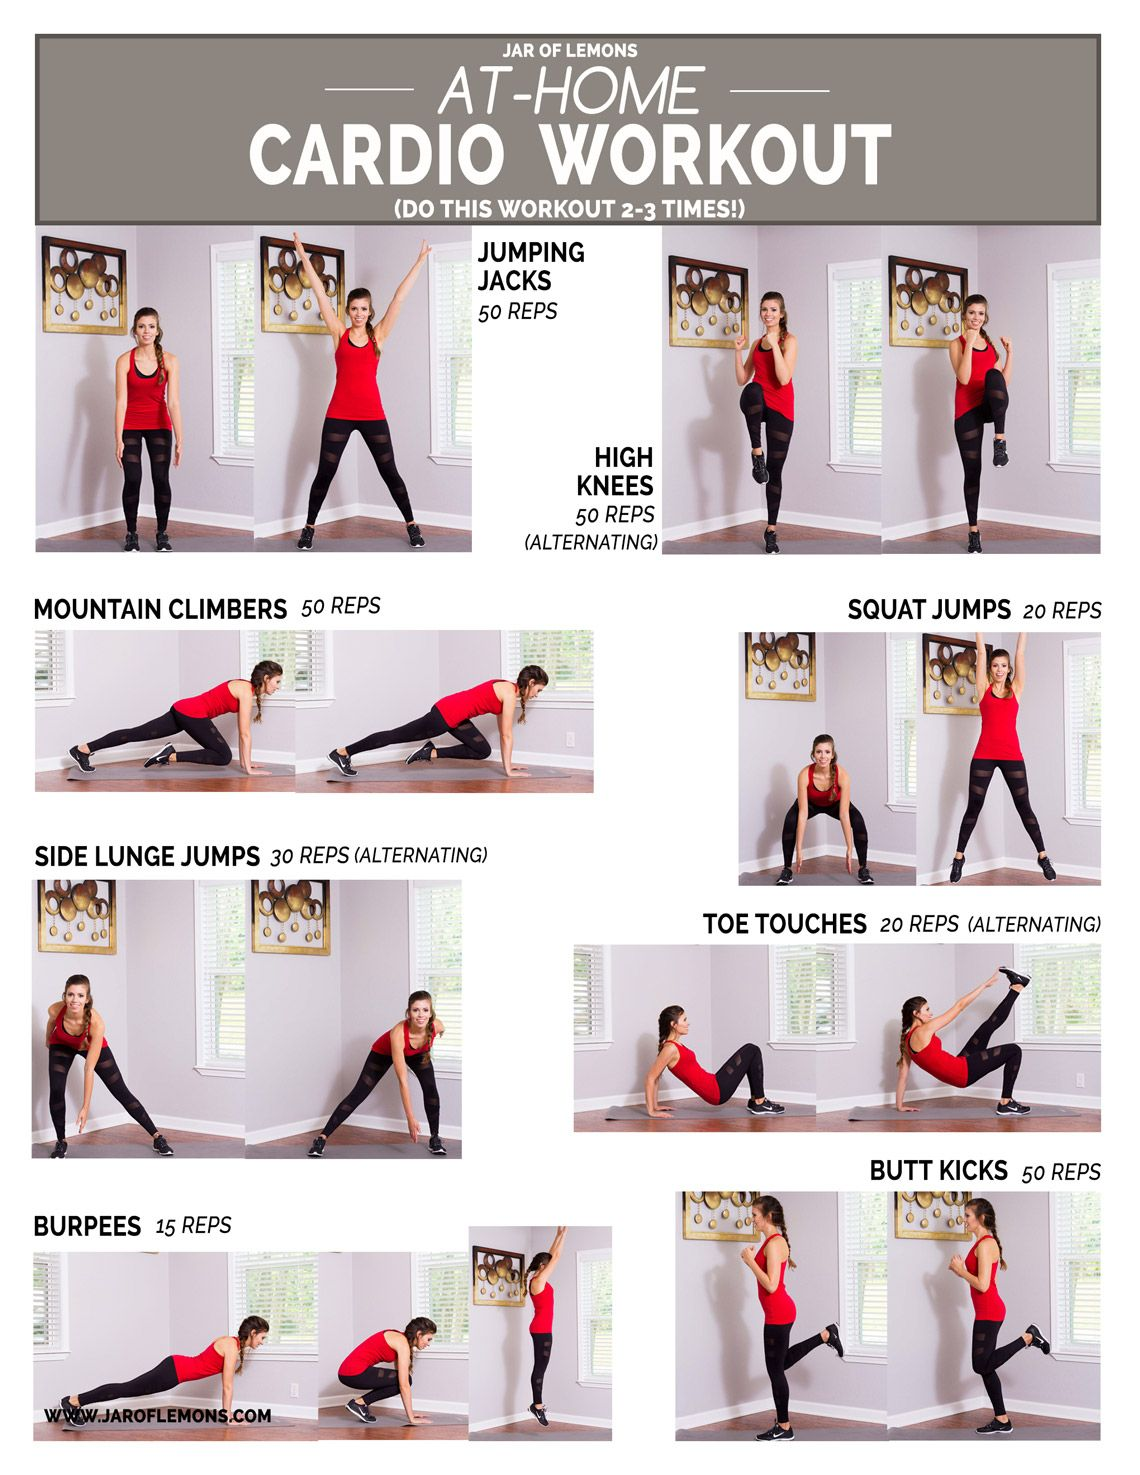 JAR OF LEMONS
AT-HOME
CARDIO WORKOUT
(DO THIS WORKOUT 2-3 TIMES!)
JUMPING
JACKS
50 REPS
HIGH
KNEES
50 REPS
(ALTERNATING)
MOUNTAIN CLIMBERS 50 REPS
SQUAT JUMPS 20 REPS
SIDE LUNGE JUMPS 30 REPS (ALTERNATING)
TOE TOUCHES 20 REPS (ALTERNATING)
BUTT KICKS 50 REPS
BURPEES 15 REPS
WWW.JAROFLEMONS.COM